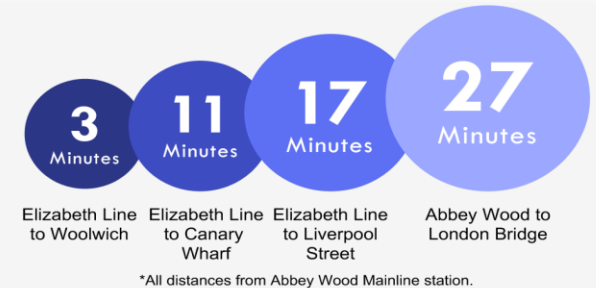 3
Minutes
11
Minutes
17
Minutes
27
Minutes
Elizabeth Line
to Woolwich
Elizabeth Line
to Canary
Wharf
Elizabeth Line
to Liverpool
Street
Abbey Wood to
London Bridge
*All distances from Abbey Wood Mainline station.